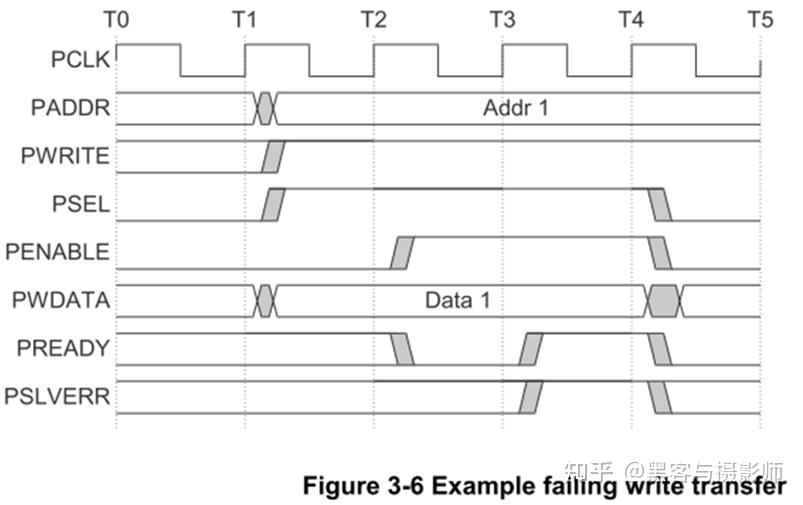 T0 T1 T2 T3 T4 T5
PCLK
PADDR Addr 1
PWRITE
PSEL
PENABLE
PWDATA Data 1
PREADY
PSLVERR
知乎 @黑客与摄影师
Figure 3-6 Example failing write transfer